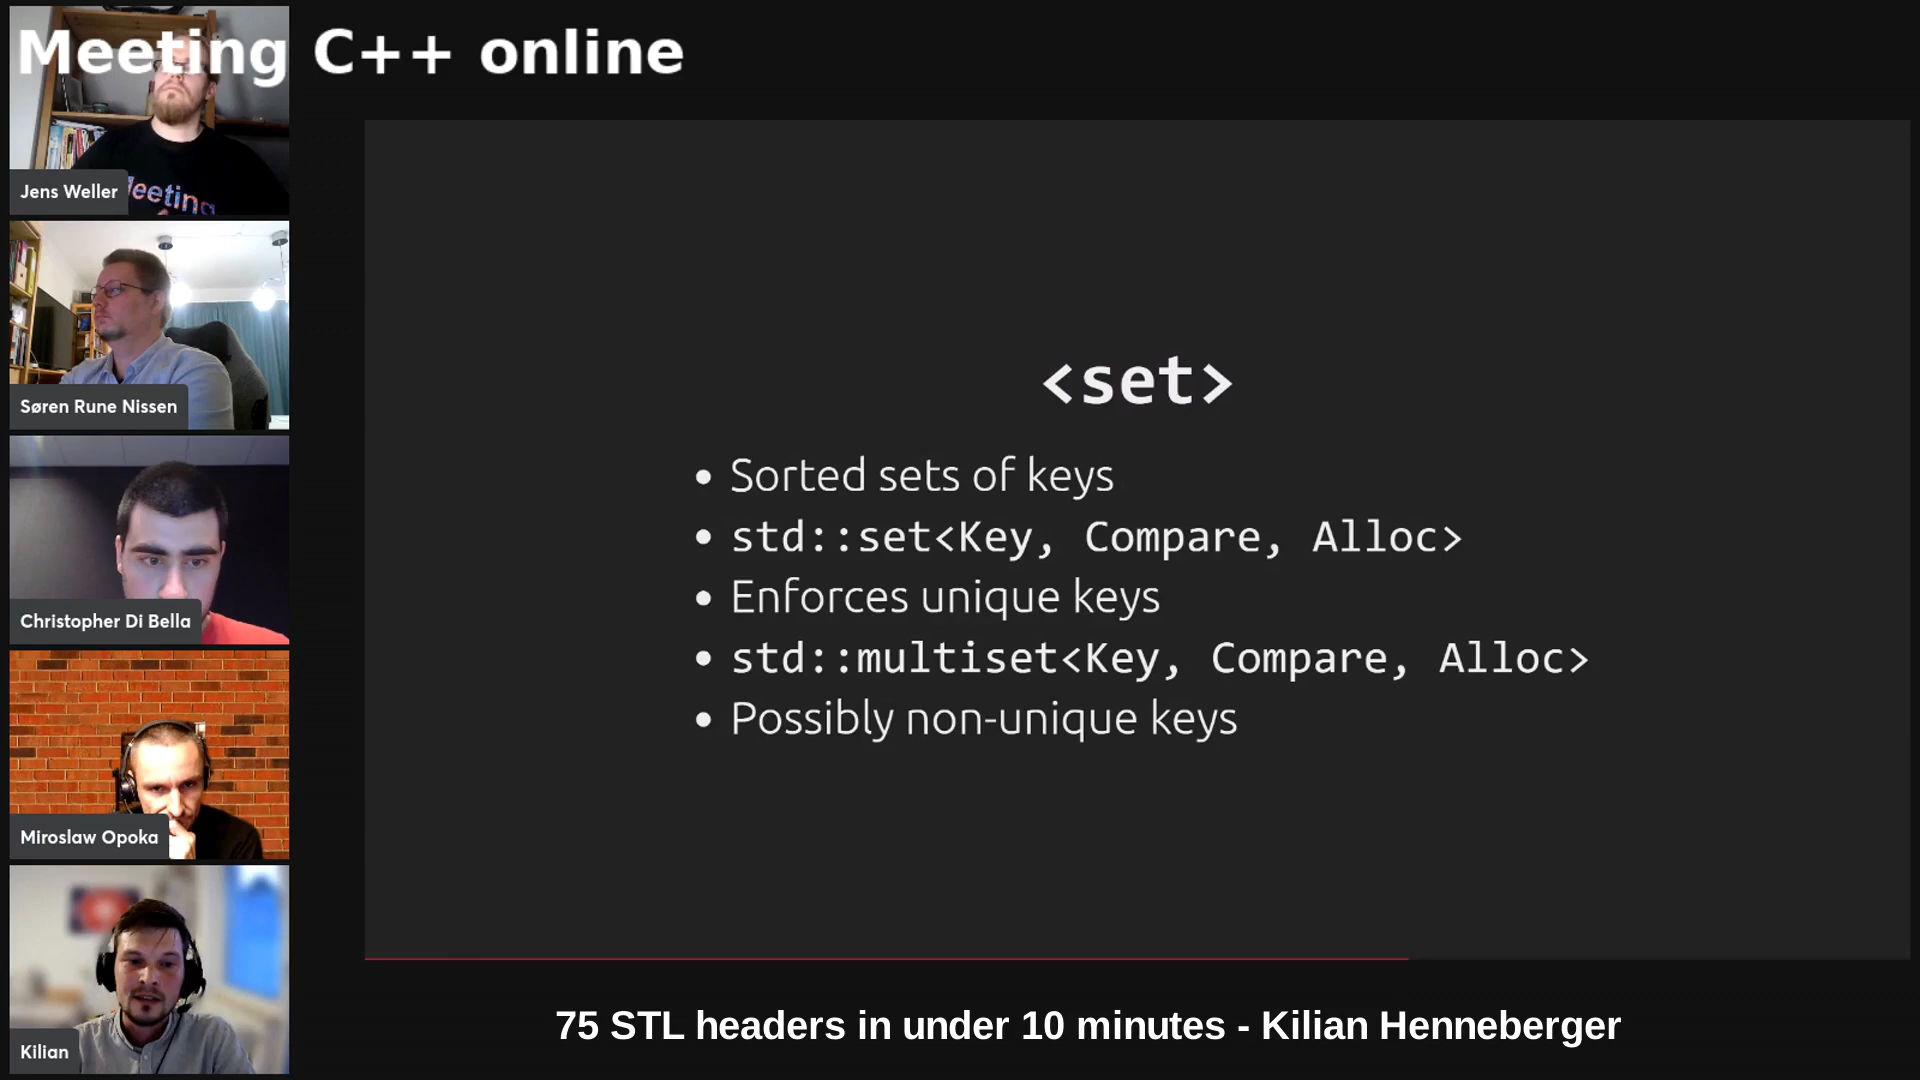 Meeting C++ online
Jens Weller
Meeting
Søren Rune Nissen
Christopher Di Bella
Miroslaw Opoka
Kilian
<set>
• Sorted sets of keys
• std::set<Key, Compare, Alloc>
• Enforces unique keys
• std::multiset<Key, Compare, Alloc>
• Possibly non-unique keys
75 STL headers in under 10 minutes - Kilian Henneberger